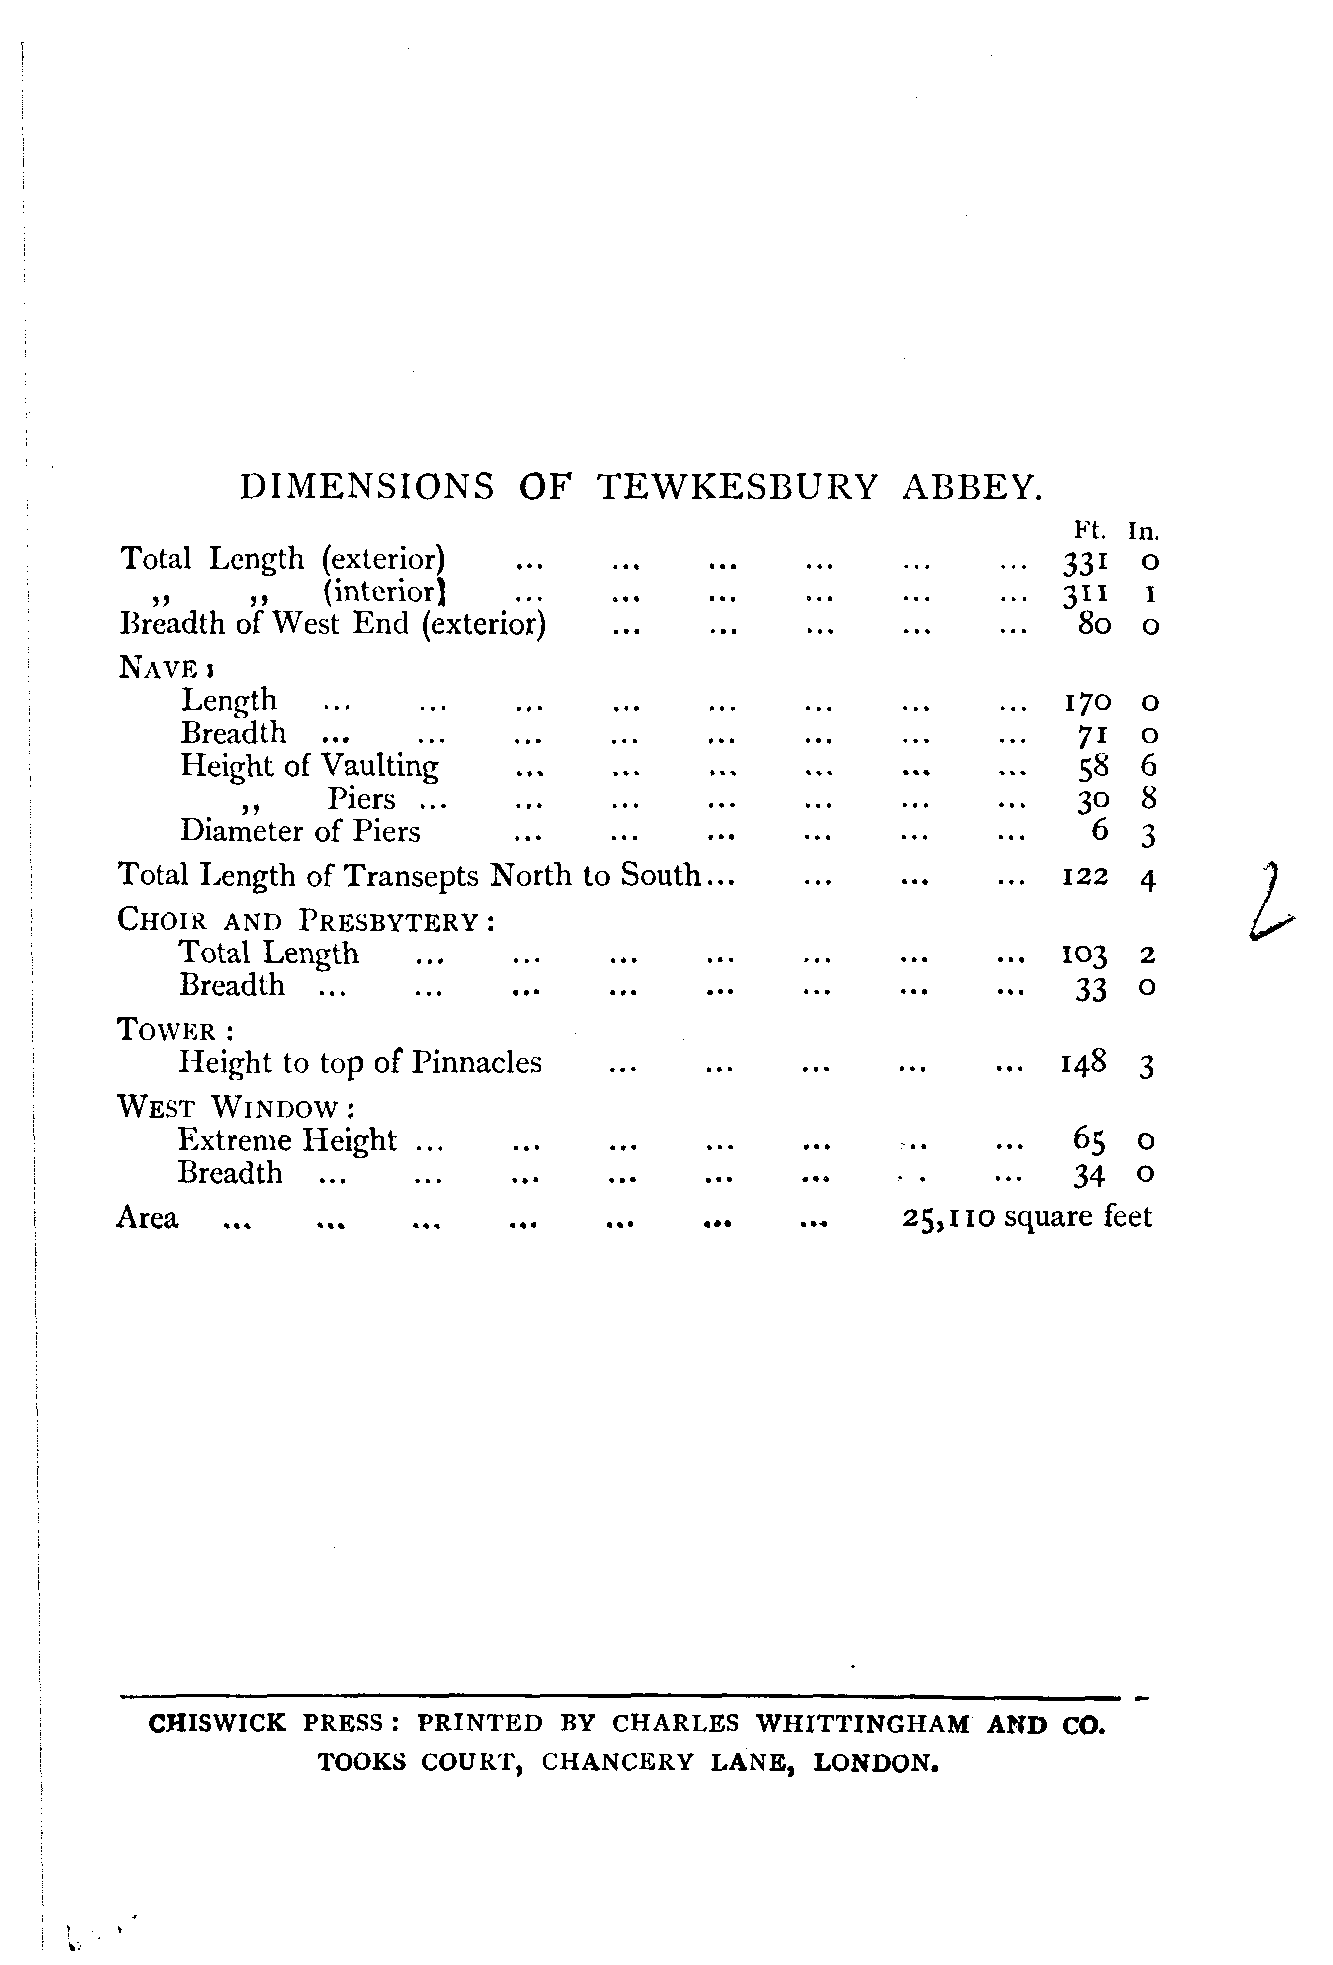 DIMENSIONS OF TEWKESBURY ABBEY.
Ft. In.
Total Length (exterior) ... ... ... ... ... ... 331 0
„ „ (interior) ... ... ... ... ... ... 311 1
Breadth of West End (exterior) ... ... ... ... ... 80 0
NAVE:
Length ... ... ... ... ... ... ... ... 170 0
Breadth ... ... ... ... ... ... ... ... 71 0
Height of Vaulting ... ... ... ... ... ... 58 6
„ Piers ... ... ... ... ... ... ... 30 8
Diameter of Piers ... ... ... ... ... ... 6 3
Total Length of Transepts North to South... ... ... ... 122 4
CHOIR AND PRESBYTERY:
Total Length ... ... ... ... ... ... ... 103 2
Breadth ... ... ... ... ... ... ... ... 33 0
TOWER:
Height to top of Pinnacles ... ... ... ... ... 148 3
WEST WINDOW:
Extreme Height ... ... ... ... ... ... ... 65 0
Breadth ... ... ... ... ... ... ... ... 34 0
Area ... ... ... ... ... ... ... 25,110 square feet
2
CHISWICK PRESS: PRINTED BY CHARLES WHITTINGHAM AND CO.
TOOKS COURT, CHANCERY LANE, LONDON.